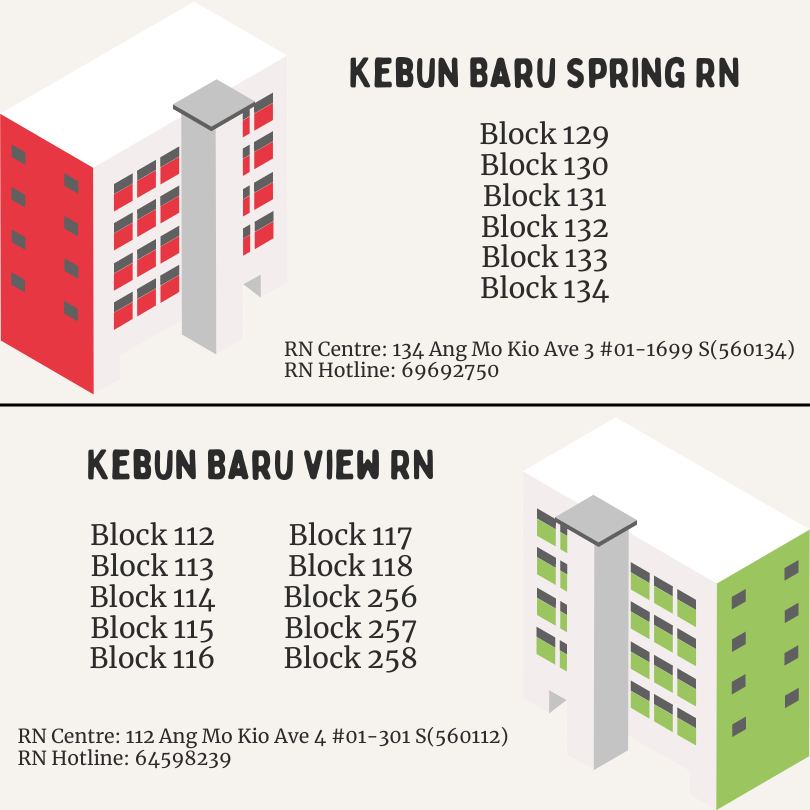 KEBUN BARU SPRING RN
Block 129
Block 130
Block 131
Block 132
Block 133
Block 134
RN Centre: 134 Ang Mo Kio Ave 3 #01-1699 S(560134)
RN Hotline: 69692750
KEBUN BARU VIEW RN
Block 112
Block 113
Block 114
Block 115
Block 116
Block 117
Block 118
Block 256
Block 257
Block 258
RN Centre: 112 Ang Mo Kio Ave 4 #01-301 S(560112)
RN Hotline: 64598239